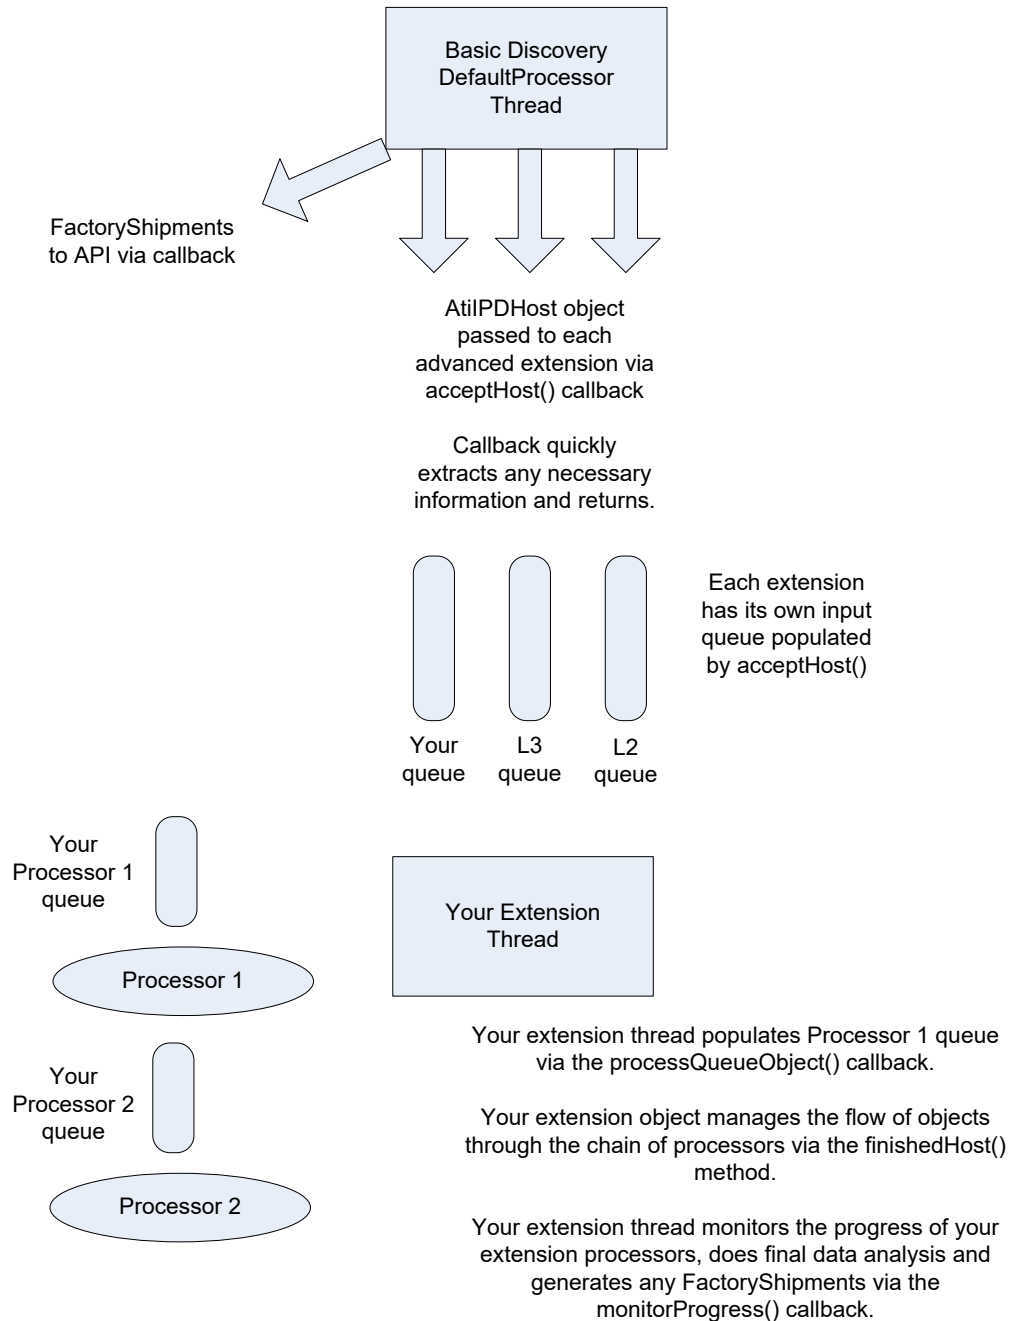 Basic Discovery
DefaultProcessor
Thread
FactoryShipments
to API via callback
AtiIPDHost object
passed to each
advanced extension via
acceptHost() callback
Callback quickly
extracts any necessary
information and returns.
Each extension
has its own input
queue populated
by acceptHost()
Your
queue
L3
queue
L2
queue
Your
Processor 1
queue
Your Extension
Thread
Processor 1
Your extension thread populates Processor 1 queue
via the processQueueObject() callback.
Your
Processor 2
queue
Your extension object manages the flow of objects
through the chain of processors via the finishedHost()
method.
Processor 2
Your extension thread monitors the progress of your
extension processors, does final data analysis and
generates any FactoryShipments via the
monitorProgress() callback.